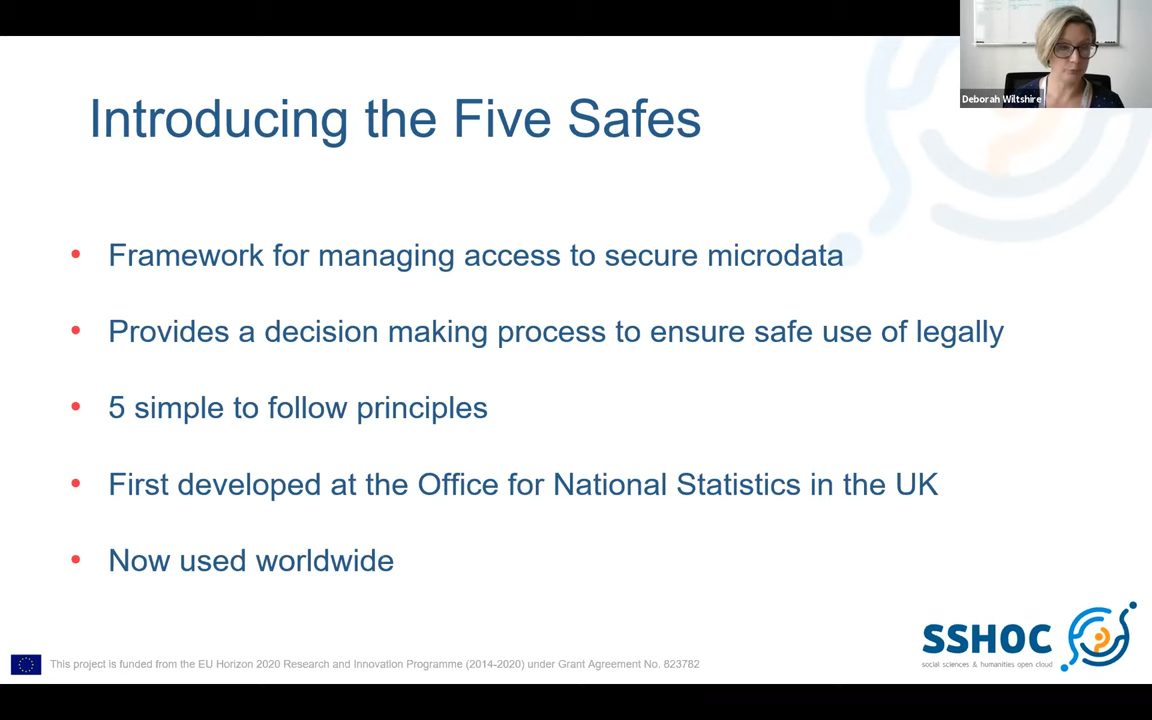 Deborah Wiltshire
Introducing the Five Safes
• Framework for managing access to secure microdata
• Provides a decision making process to ensure safe use of legally
• 5 simple to follow principles
• First developed at the Office for National Statistics in the UK
• Now used worldwide
SSHOC
social sciences & humanities open cloud
This project is funded from the EU Horizon 2020 Research and Innovation Programme (2014-2020) under Grant Agreement No. 823782